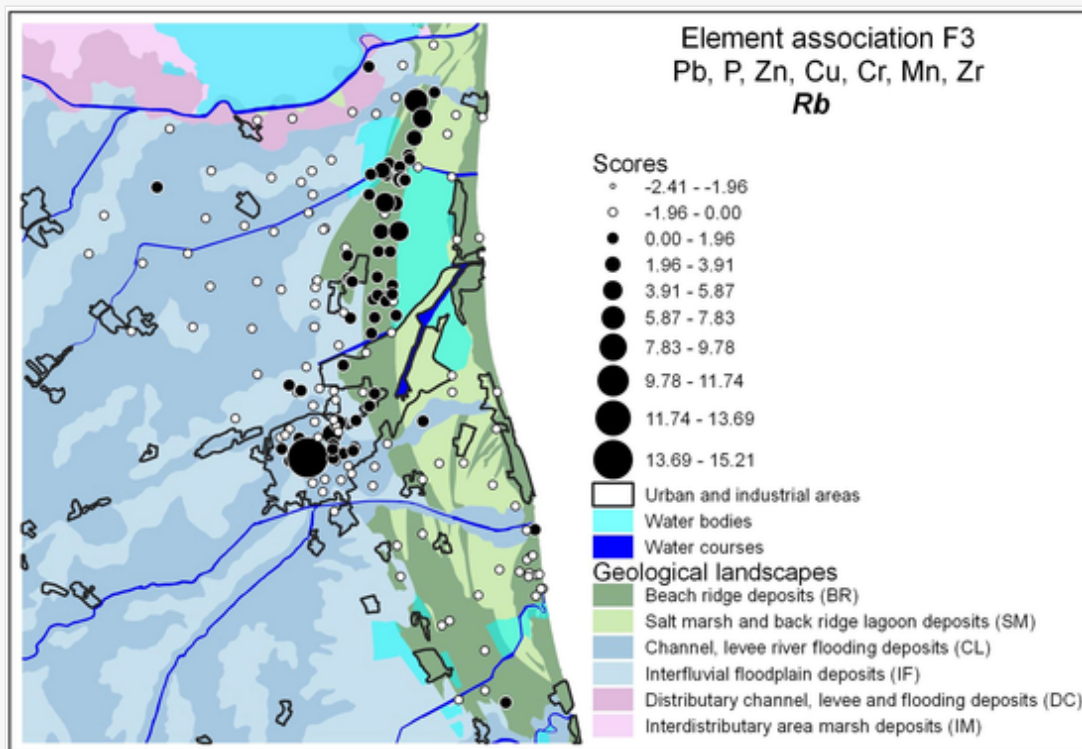 Element association F3
Pb, P, Zn, Cu, Cr, Mn, Zr
Rb
Scores
-2.41 - -1.96
-1.96 - 0.00
0.00 - 1.96
1.96 - 3.91
3.91 - 5.87
5.87 - 7.83
7.83 - 9.78
9.78 - 11.74
11.74 - 13.69
13.69 - 15.21
Urban and industrial areas
Water bodies
Water courses
Geological landscapes
Beach ridge deposits (BR)
Salt marsh and back ridge lagoon deposits (SM)
Channel, levee river flooding deposits (CL)
Interfluvial floodplain deposits (IF)
Distributary channel, levee and flooding deposits (DC)
Interdistributary area marsh deposits (IM)